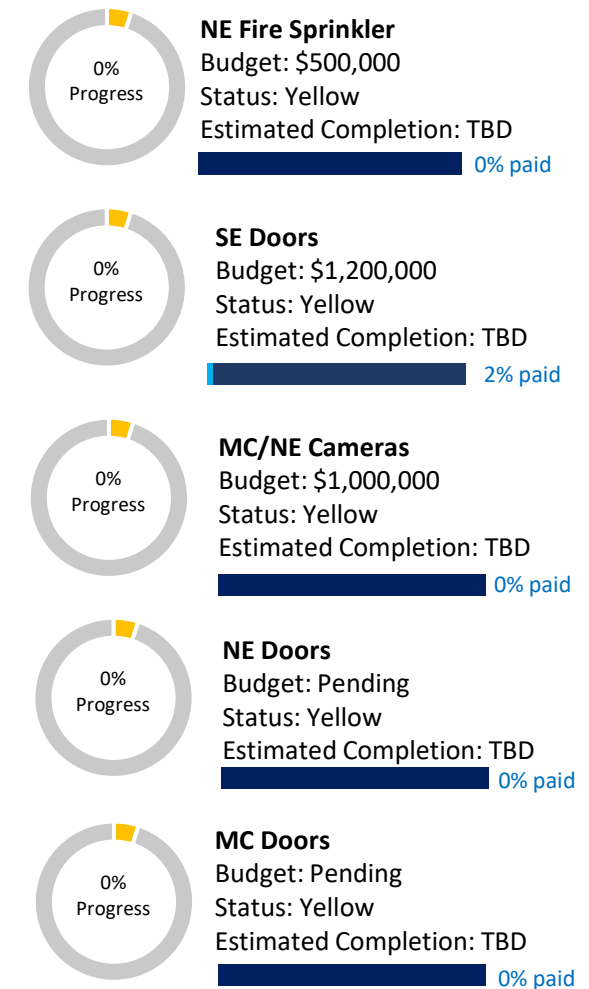 0%
Progress
NE Fire Sprinkler
Budget: $500,000
Status: Yellow
Estimated Completion: TBD
0% paid
0%
Progress
SE Doors
Budget: $1,200,000
Status: Yellow
Estimated Completion: TBD
2% paid
0%
Progress
MC/NE Cameras
Budget: $1,000,000
Status: Yellow
Estimated Completion: TBD
0% paid
0%
Progress
NE Doors
Budget: Pending
Status: Yellow
Estimated Completion: TBD
0% paid
0%
Progress
MC Doors
Budget: Pending
Status: Yellow
Estimated Completion: TBD
0% paid